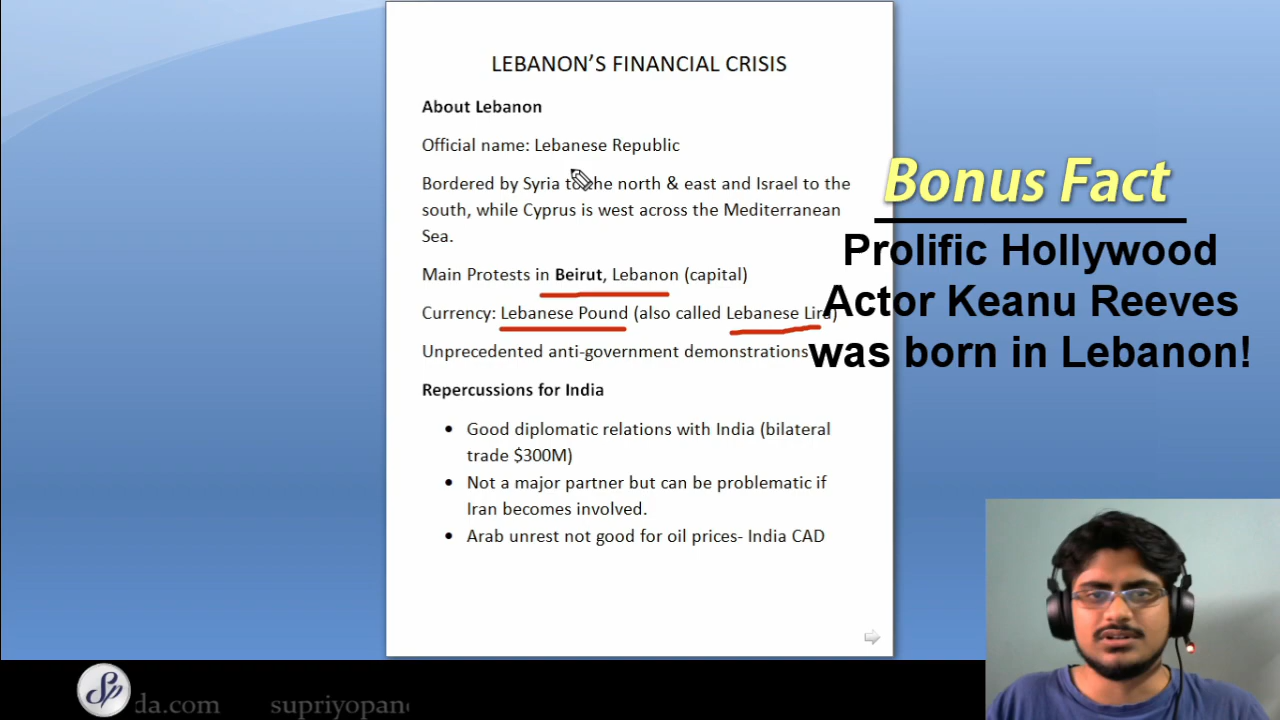 LEBANON'S FINANCIAL CRISIS
About Lebanon
Official name: Lebanese Republic
Bordered by Syria to the north & east and Israel to the
south, while Cyprus is west across the Mediterranean
Sea.
Main Protests in Beirut, Lebanon (capital)
Currency: Lebanese Pound (also called Lebanese Lira)
Unprecedented anti-government demonstrations
Repercussions for India
• Good diplomatic relations with India (bilateral
trade $300M)
• Not a major partner but can be problematic if
Iran becomes involved.
• Arab unrest not good for oil prices- India CAD
Bonus Fact
Prolific Hollywood
Actor Keanu Reeves
was born in Lebanon!
da.com supriyopan